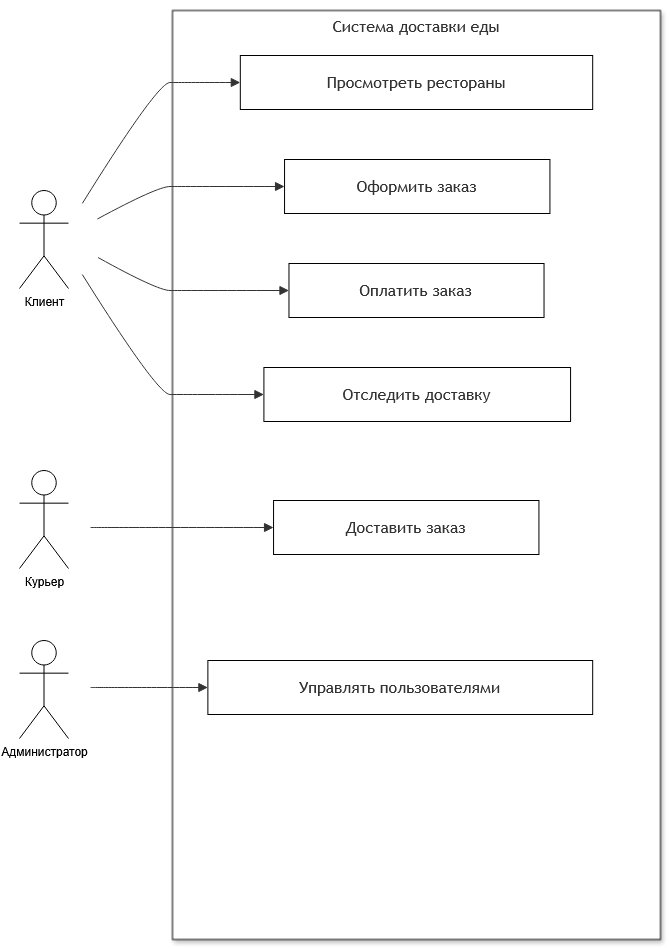 Система доставки еды
Просмотреть рестораны
Оформить заказ
Оплатить заказ
Клиент
Отследить доставку
Доставить заказ
Курьер
Управлять пользователями
Администратор